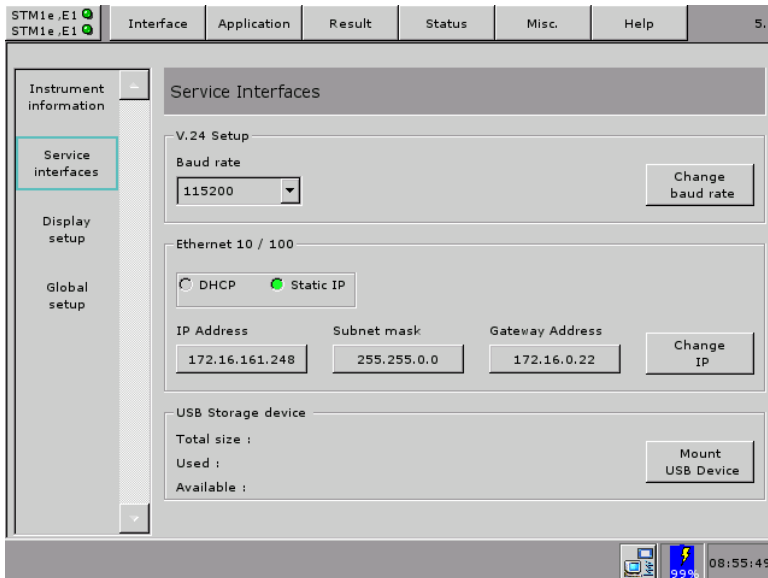 STM1e ,E1
STM1e ,E1
Interface
Application
Result
Status
Misc.
Help
5.
Instrument
information
Service
interfaces
Display
setup
Global
setup
Service Interfaces
V.24 Setup
Baud rate
115200
Change
baud rate
Ethernet 10 / 100
DHCP
Static IP
IP Address
Subnet mask
Gateway Address
172.16.161.248
255.255.0.0
172.16.0.22
Change
IP
USB Storage device
Total size :
Used :
Available :
Mount
USB Device
99%
08:55:49